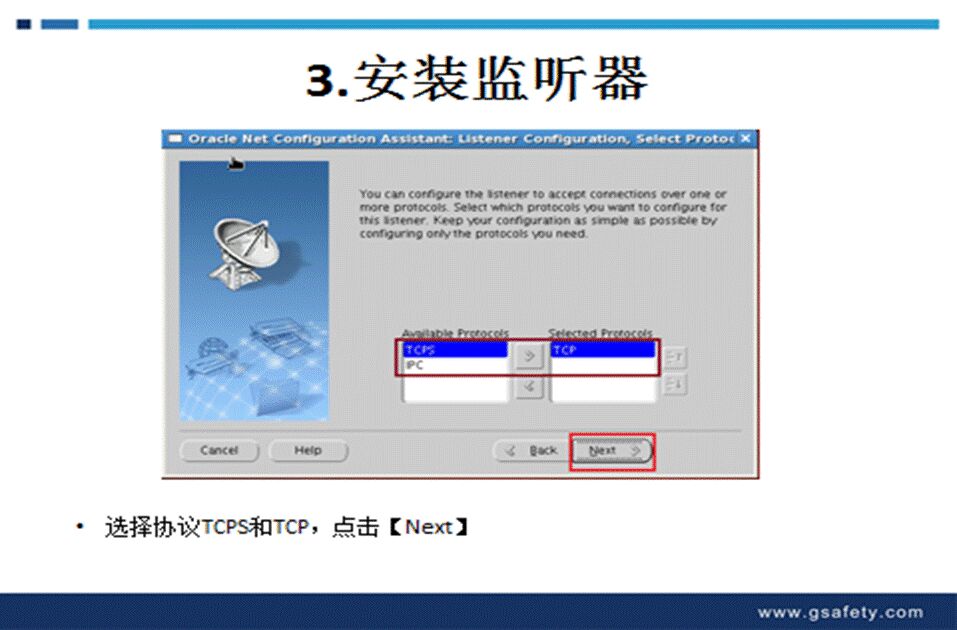 3.安装监听器
Oracle Net Configuration Assistant: Listener Configuration, Select Protoc
You can configure the listener to accept connections over one or
more protocols. Select which protocols you want to configure for
this listener. Keep your configuration as simple as possible by
configuring only the protocols you need.
Available Protocols
Selected Protocols
TCPS
TCP
IPC
Cancel
Help
Back
Next
• 选择协议TCPS和TCP，点击【Next】
www.gsafety.com